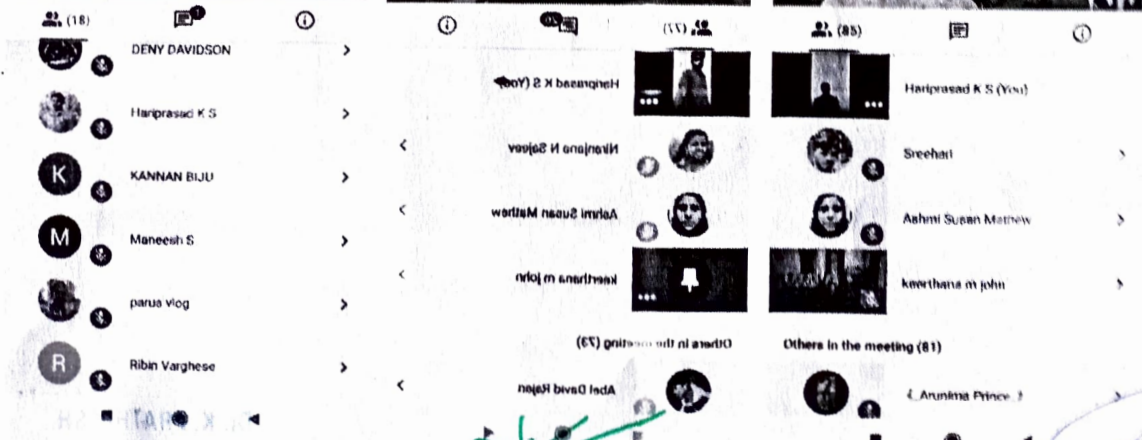 (18)
DENY DAVIDSON
Hariprasad K S
KANNAN BIJU
Maneesh S
parua vlog
Ribin Varghese
K
M
R
(77)
Hariprasad K S (You)
Niranjana N Sajeev
Ashmi Susan Mathew
keerthana m john
Others in the meeting (73)
Abel David Rajan
(85)
Hariprasad K S (You)
Sreehari
Ashmi Susan Mathew
keerthana m john
Others in the meeting (81)
(_Arunima Prince_)